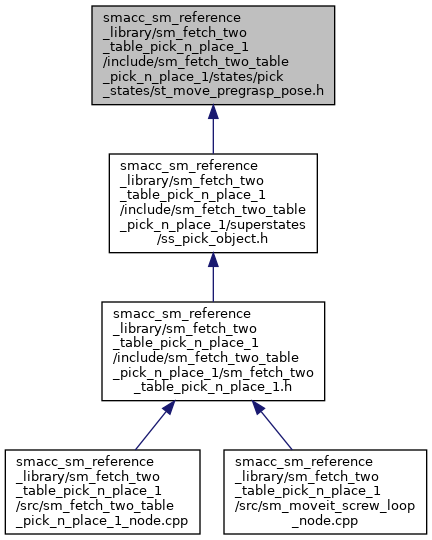 smacc_sm_reference
_library/sm_fetch_two
_table_pick_n_place_1
/include/sm_fetch_two_table
_pick_n_place_1/states/pick
_states/st_move_pregrasp_pose.h
smacc_sm_reference
_library/sm_fetch_two
_table_pick_n_place_1
/include/sm_fetch_two_table
_pick_n_place_1/superstates
/ss_pick_object.h
smacc_sm_reference
_library/sm_fetch_two
_table_pick_n_place_1
/include/sm_fetch_two_table
_pick_n_place_1/sm_fetch_two
_table_pick_n_place_1.h
smacc_sm_reference
_library/sm_fetch_two
_table_pick_n_place_1
/src/sm_fetch_two_table
_pick_n_place_1_node.cpp
smacc_sm_reference
_library/sm_fetch_two
_table_pick_n_place_1
/src/sm_moveit_screw_loop
_node.cpp